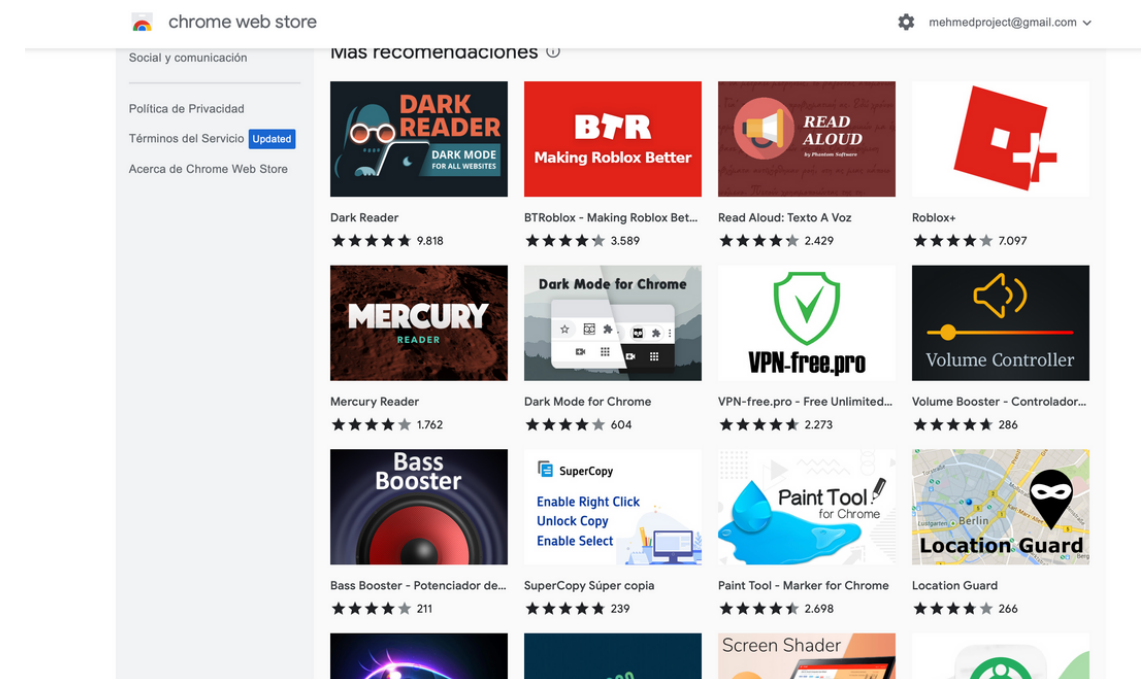 chrome web store
mehmedproject@gmail.com
Social y comunicación
Política de Privacidad
Términos del Servicio Updated
Acerca de Chrome Web Store
Más recomendaciones
DARK
READER
DARK MODE
FOR ALL WEBSITES
Dark Reader
9.818
BTR
Making Roblox Better
BTRoblox - Making Roblox Bet...
3.589
READ
ALOUD
by Phantom Software
Read Aloud: Texto A Voz
2.429
Roblox+
7.097
MERCURY
READER
Mercury Reader
1.762
Dark Mode for Chrome
Dark Mode for Chrome
604
VPN-free.pro
VPN-free.pro - Free Unlimited...
2.273
Volume Controller
Volume Booster - Controlador...
286
Bass
Booster
Bass Booster - Potenciador de...
211
SuperCopy
Enable Right Click
Unlock Copy
Enable Select
SuperCopy Súper copia
239
Paint Tool
for Chrome
Paint Tool - Marker for Chrome
2.698
Berlin
Location Guard
Location Guard
266
Screen Shader